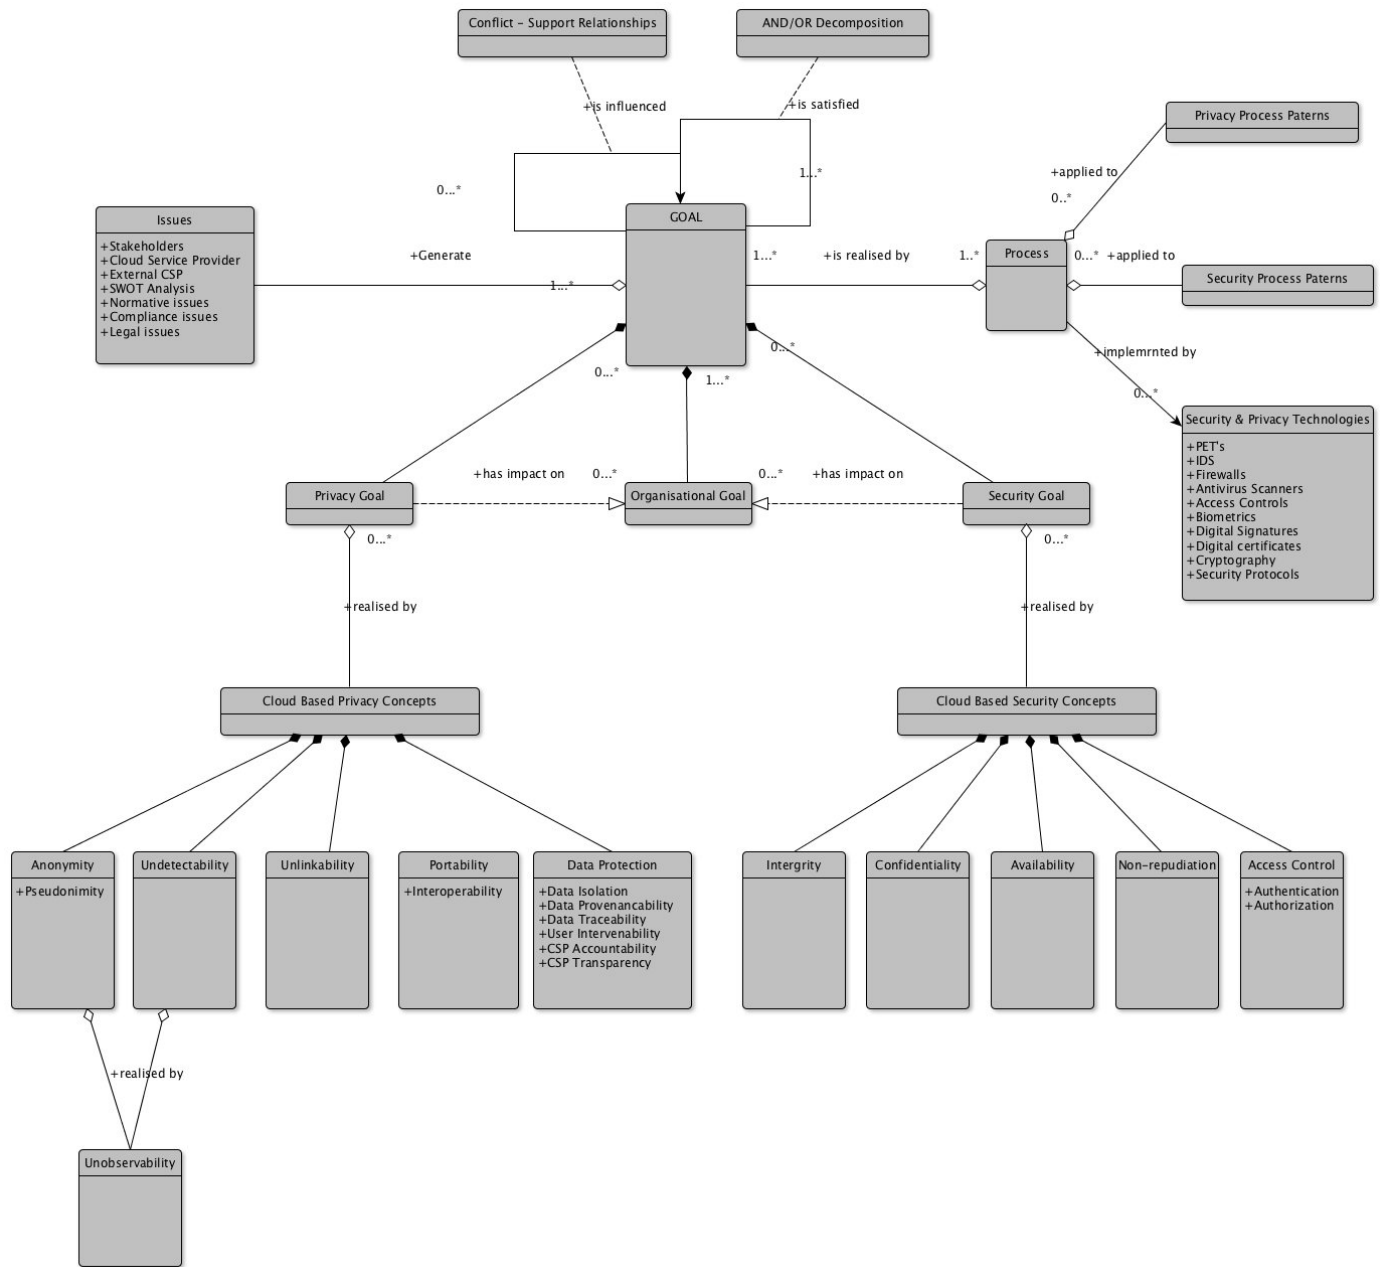 Conflict – Support Relationships
AND/OR Decomposition
+is influenced
+is satisfied
Privacy Process Paterns
+applied to
0..*
0...*
1...*
Issues
+Stakeholders
+Cloud Service Provider
+External CSP
+SWOT Analysis
+Normative issues
+Compliance issues
+Legal issues
GOAL
+Generate
1...*
1...*
+is realised by
1..*
Process
0...*
+applied to
Security Process Paterns
+implemrnted by
0...*
Security & Privacy Technologies
+PET's
+IDS
+Firewalls
+Antivirus Scanners
+Access Controls
+Biometrics
+Digital Signatures
+Digital certificates
+Cryptography
+Security Protocols
0...*
1...*
0...*
Privacy Goal
+has impact on
0...*
Organisational Goal
0...*
+has impact on
Security Goal
0...*
0...*
+realised by
+realised by
Cloud Based Privacy Concepts
Cloud Based Security Concepts
Anonymity
+Pseudonimity
Undetectability
Unlinkability
Portability
+Interoperability
Data Protection
+Data Isolation
+Data Provenancability
+Data Traceability
+User Intervenability
+CSP Accountability
+CSP Transparency
Intergrity
Confidentiality
Availability
Non-repudiation
Access Control
+Authentication
+Authorization
+realised by
Unobservability